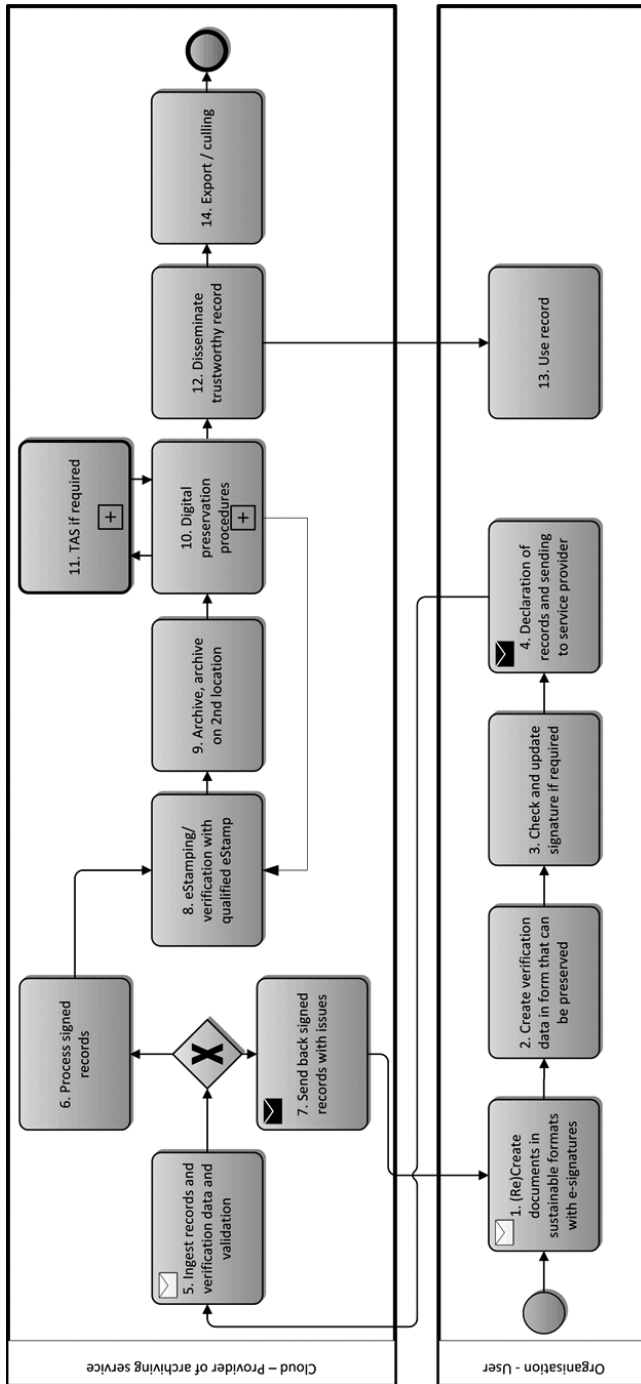 Cloud – Provider of archiving service
5. Ingest records and
verification data and
validation
X
6. Process signed
records
7. Send back signed
records with issues
8. eStamping/
verification with
qualified eStamp
9. Archive, archive
on 2nd location
10. Digital
preservation
procedures
11. TAS if required
12. Disseminate
trustworthy record
14. Export / culling
Organisation - User
1. (Re)Create
documents in
sustainable formats
with e-signatures
2. Create verification
data in form that can
be preserved
3. Check and update
signature if required
4. Declaration of
records and sending
to service provider
13. Use record